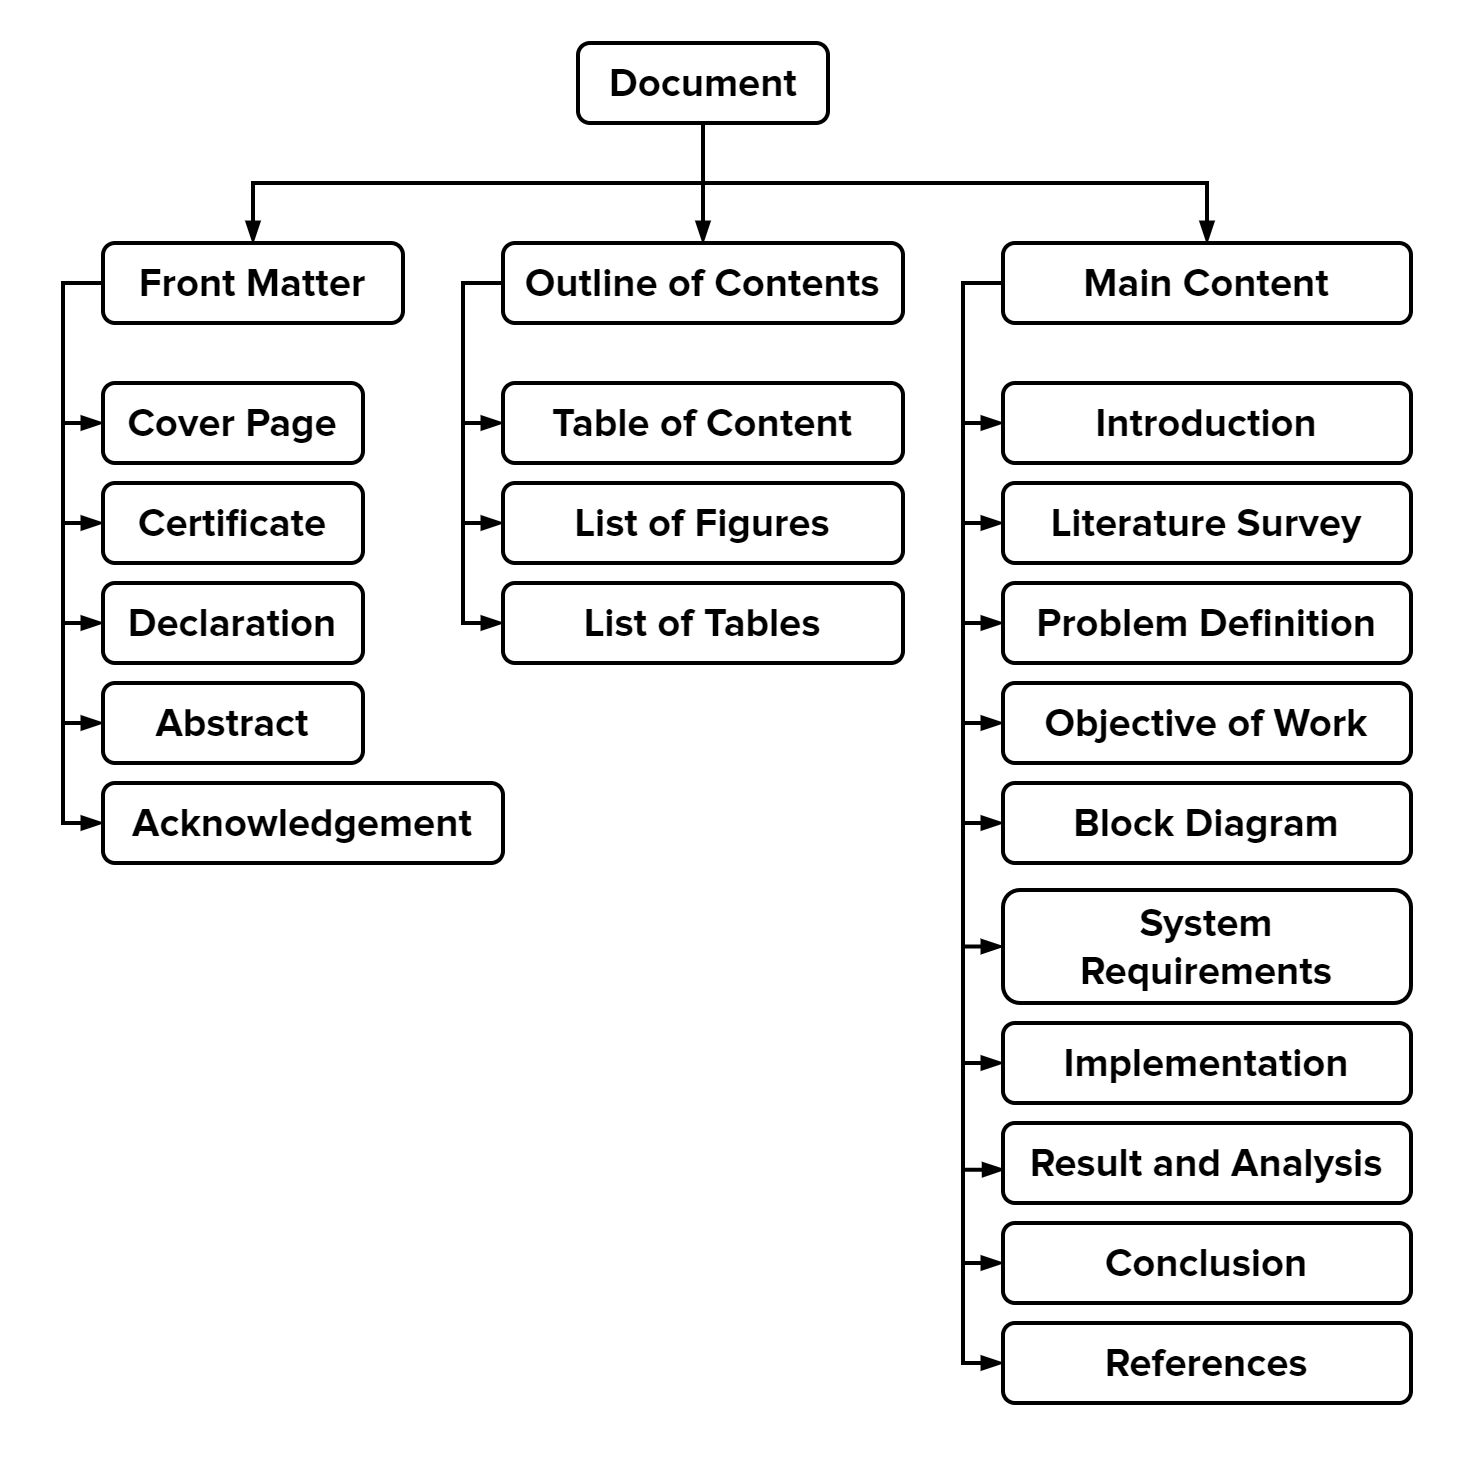 Document
Front Matter
Cover Page
Certificate
Declaration
Abstract
Acknowledgement
Outline of Contents
Table of Content
List of Figures
List of Tables
Main Content
Introduction
Literature Survey
Problem Definition
Objective of Work
Block Diagram
System
Requirements
Implementation
Result and Analysis
Conclusion
References